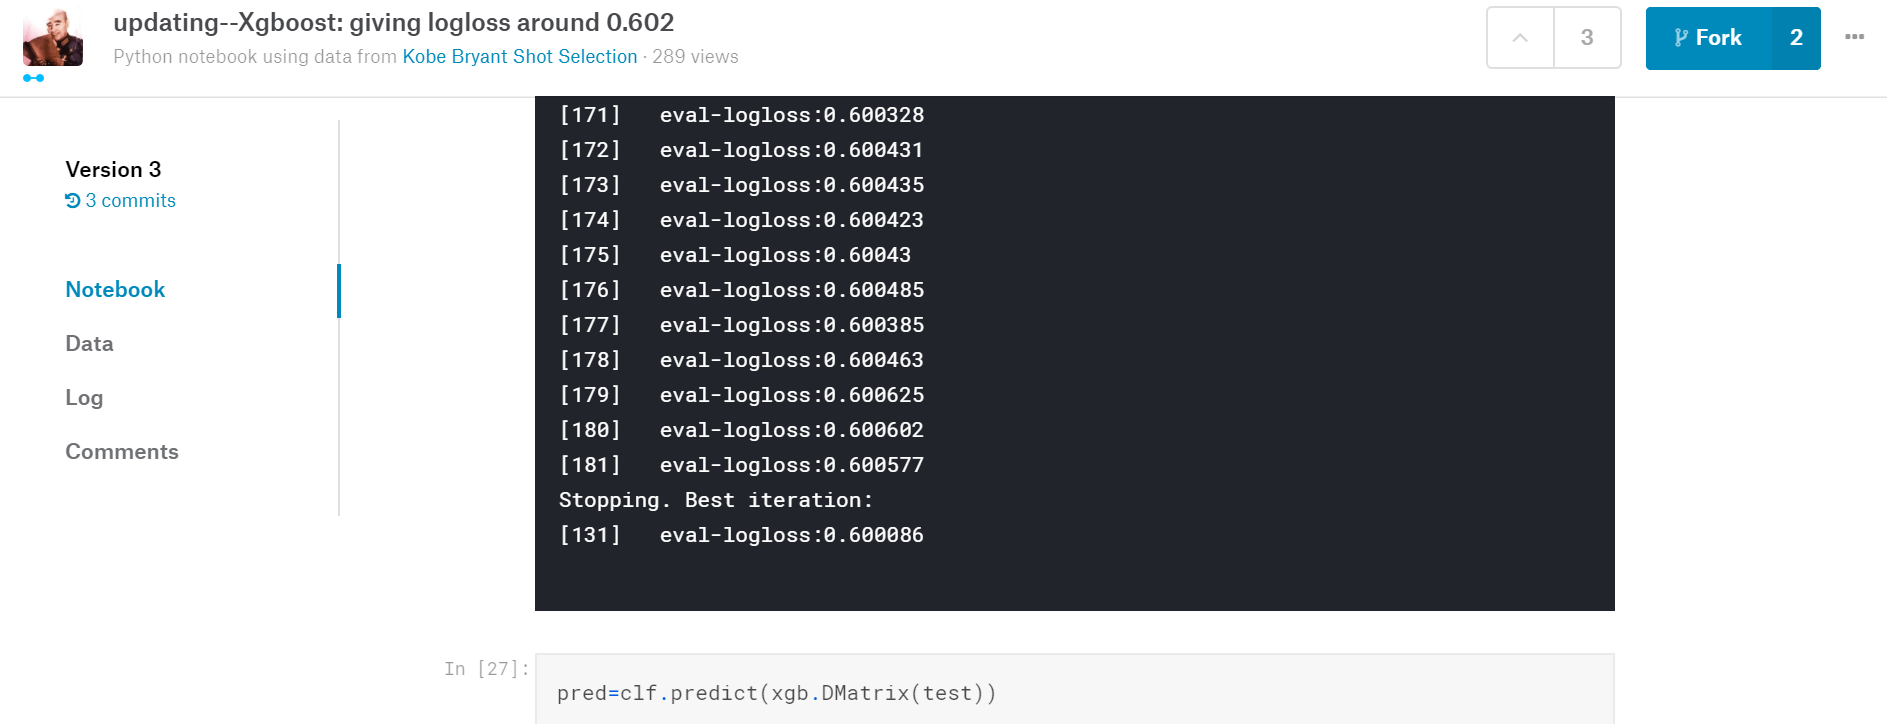 updating--Xgboost: giving logloss around 0.602
Python notebook using data from Kobe Bryant Shot Selection · 289 views
3
Fork 2
Version 3
3 commits
Notebook
Data
Log
Comments
[171] eval-logloss:0.600328
[172] eval-logloss:0.600431
[173] eval-logloss:0.600435
[174] eval-logloss:0.600423
[175] eval-logloss:0.60043
[176] eval-logloss:0.600485
[177] eval-logloss:0.600385
[178] eval-logloss:0.600463
[179] eval-logloss:0.600625
[180] eval-logloss:0.600602
[181] eval-logloss:0.600577
Stopping. Best iteration:
[131] eval-logloss:0.600086
In [27]:
pred=clf.predict(xgb.DMatrix(test))